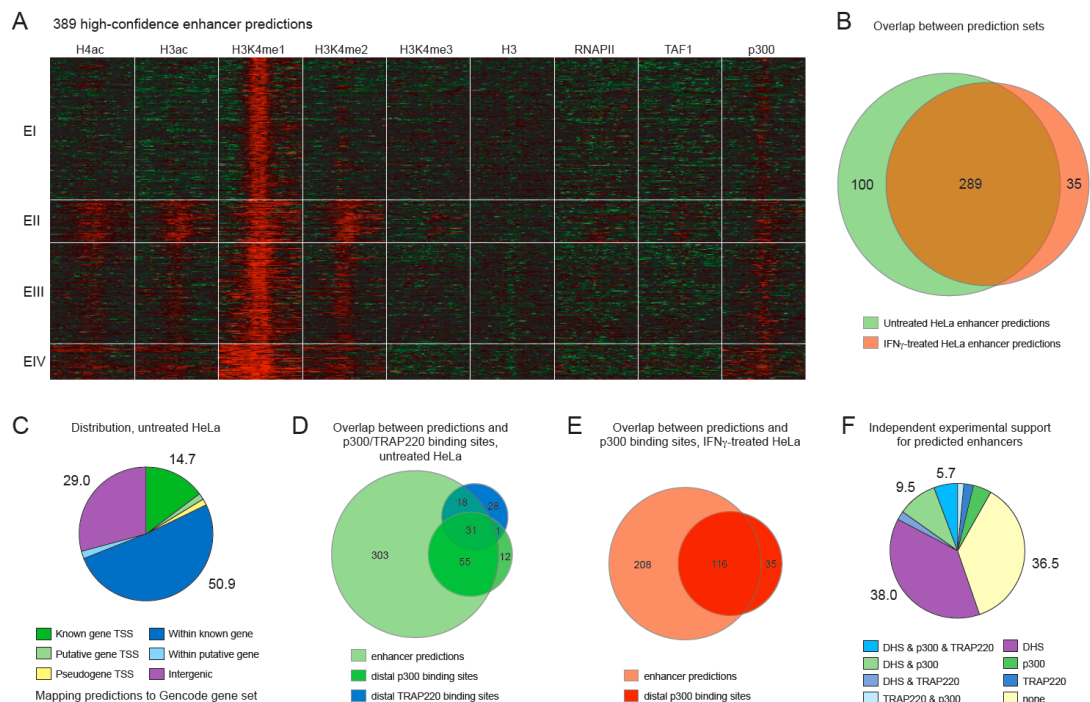 A
389 high-confidence enhancer predictions
H4ac H3ac H3K4me1 H3K4me2 H3K4me3 H3 RNAPII TAF1 p300
EI
EII
EIII
EIV
B
Overlap between prediction sets
100 289 35
Untreated HeLa enhancer predictions
IFNγ-treated HeLa enhancer predictions
C
Distribution, untreated HeLa
14.7
29.0
50.9
Known gene TSS
Within known gene
Putative gene TSS
Within putative gene
Pseudogene TSS
Intergenic
Mapping predictions to Gencode gene set
D
Overlap between predictions and
p300/TRAP220 binding sites,
untreated HeLa
18 28
31 1
303 55 12
enhancer predictions
distal p300 binding sites
distal TRAP220 binding sites
E
Overlap between predictions and
p300 binding sites, IFNγ-treated HeLa
208 116 35
enhancer predictions
distal p300 binding sites
F
Independent experimental support
for predicted enhancers
5.7
9.5
36.5
38.0
DHS & p300 & TRAP220
DHS
DHS & p300
p300
DHS & TRAP220
TRAP220
TRAP220 & p300
none